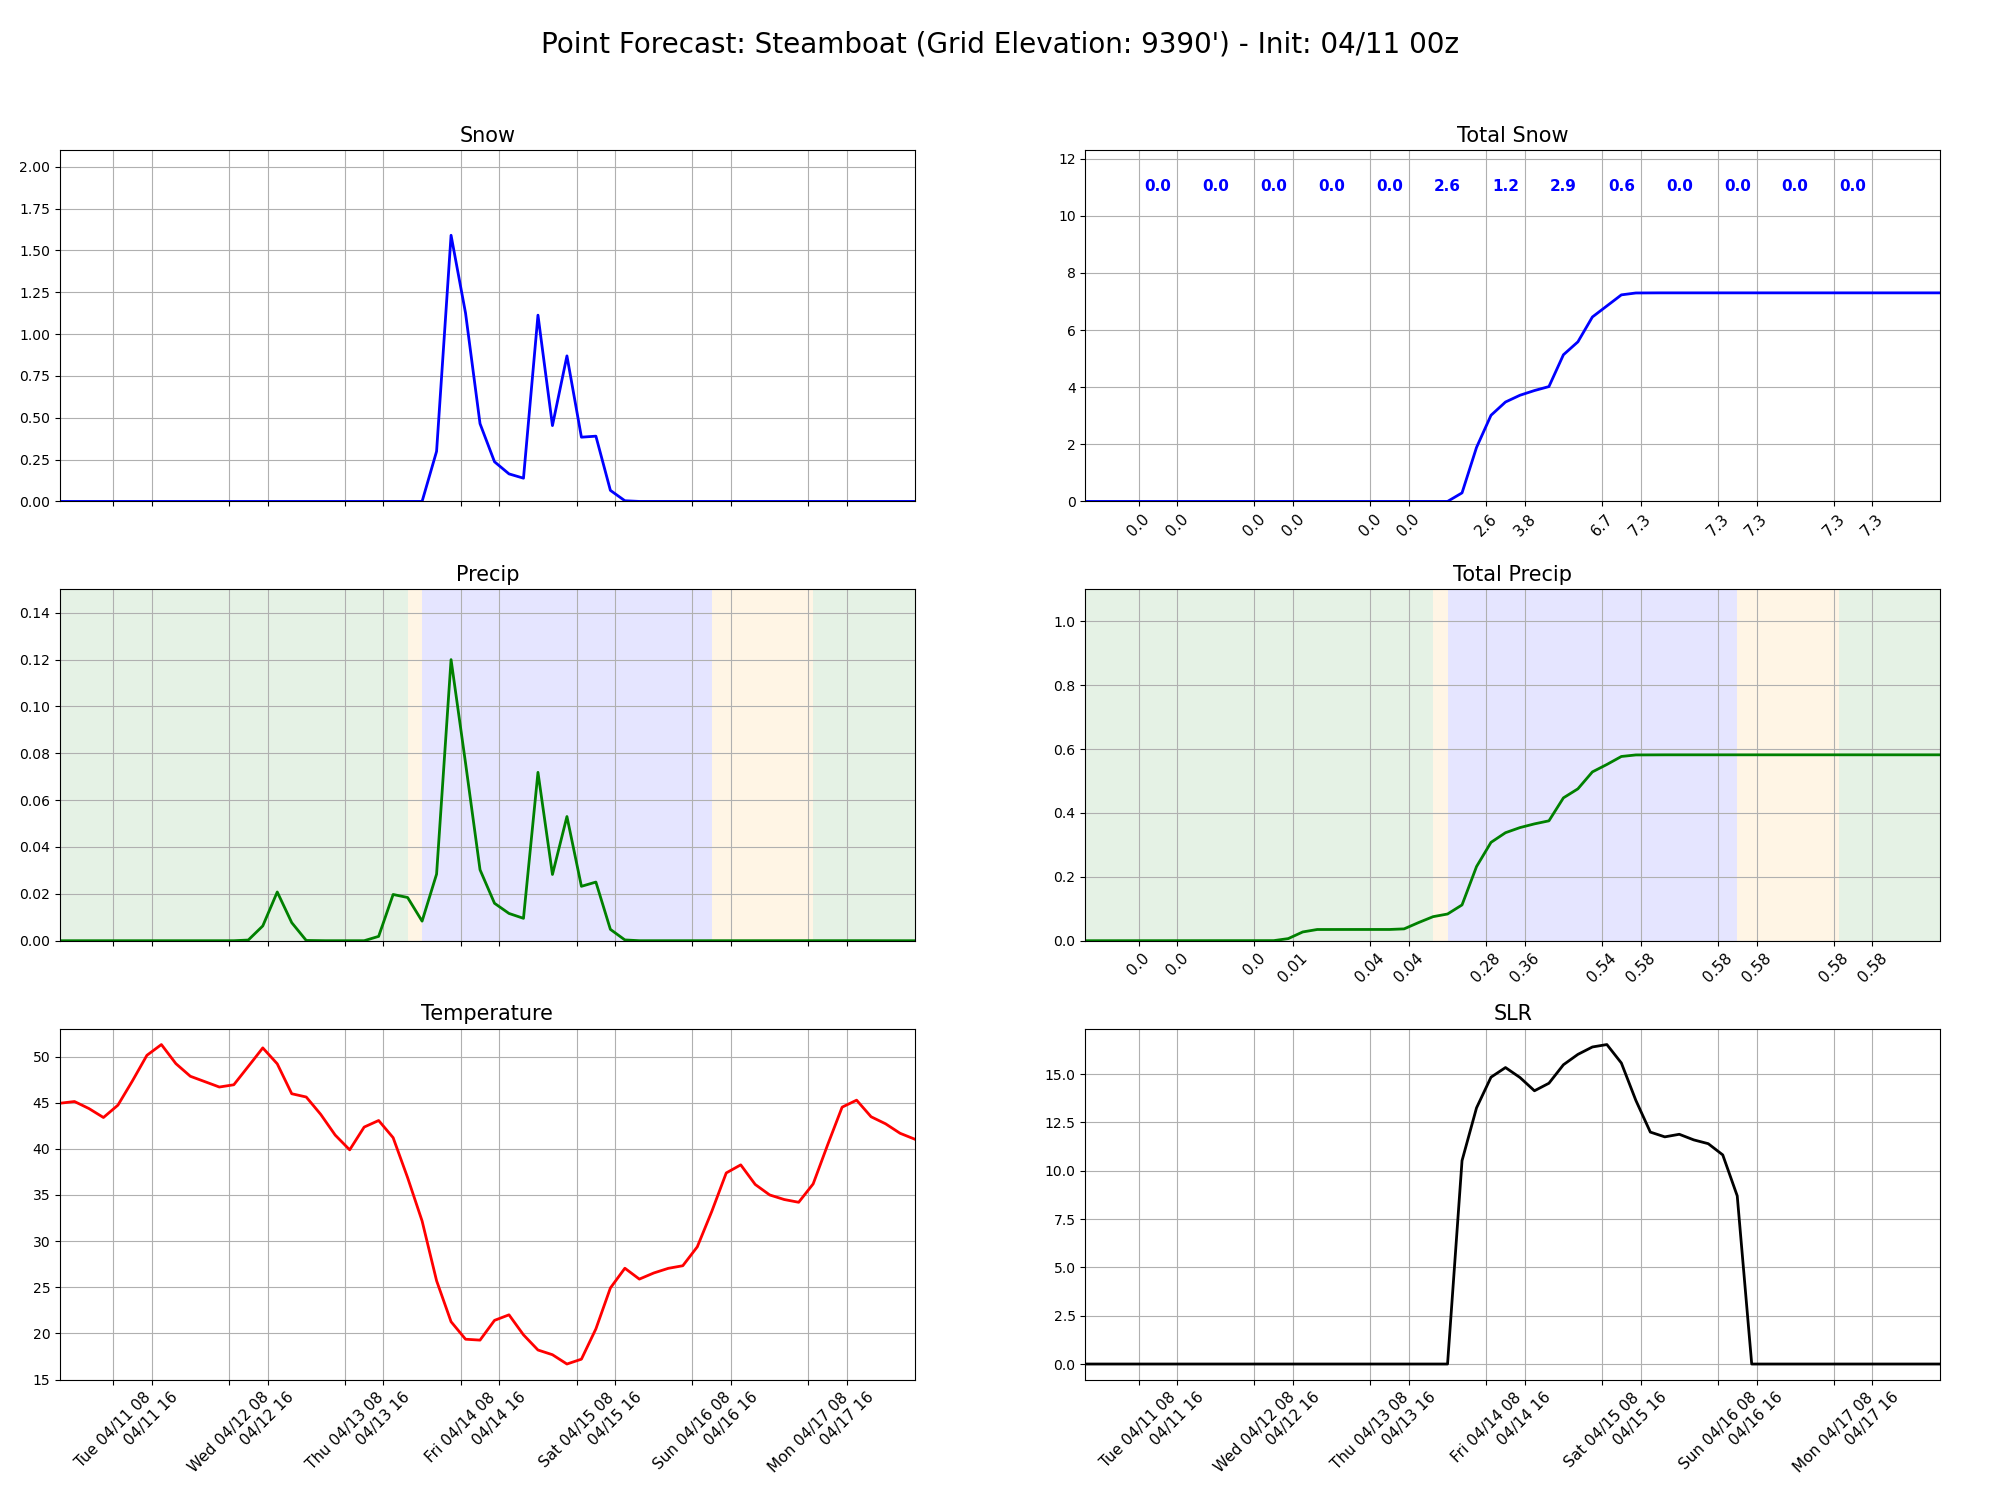 Point Forecast: Steamboat (Grid Elevation: 9390') - Init: 04/11 00z
Snow
2.00
1.75
1.50
1.25
1.00
0.75
0.50
0.25
0.00
Total Snow
12
10
8
6
4
2
0
0.0 0.0 0.0 0.0 0.0 2.6 1.2 2.9 0.6 0.0 0.0 0.0 0.0
0.0 0.0 0.0 0.0 0.0 0.0 2.6 3.8 6.7 7.3 7.3 7.3 7.3 7.3
Precip
0.14
0.12
0.10
0.08
0.06
0.04
0.02
0.00
Total Precip
1.0
0.8
0.6
0.4
0.2
0.0
0.0 0.0 0.0 0.01 0.04 0.04 0.28 0.36 0.54 0.58 0.58 0.58 0.58 0.58
Temperature
50
45
40
35
30
25
20
15
Tue 04/11 08
04/11 16
Wed 04/12 08
04/12 16
Thu 04/13 08
04/13 16
Fri 04/14 08
04/14 16
Sat 04/15 08
04/15 16
Sun 04/16 08
04/16 16
Mon 04/17 08
04/17 16
SLR
15.0
12.5
10.0
7.5
5.0
2.5
0.0
Tue 04/11 08
04/11 16
Wed 04/12 08
04/12 16
Thu 04/13 08
04/13 16
Fri 04/14 08
04/14 16
Sat 04/15 08
04/15 16
Sun 04/16 08
04/16 16
Mon 04/17 08
04/17 16